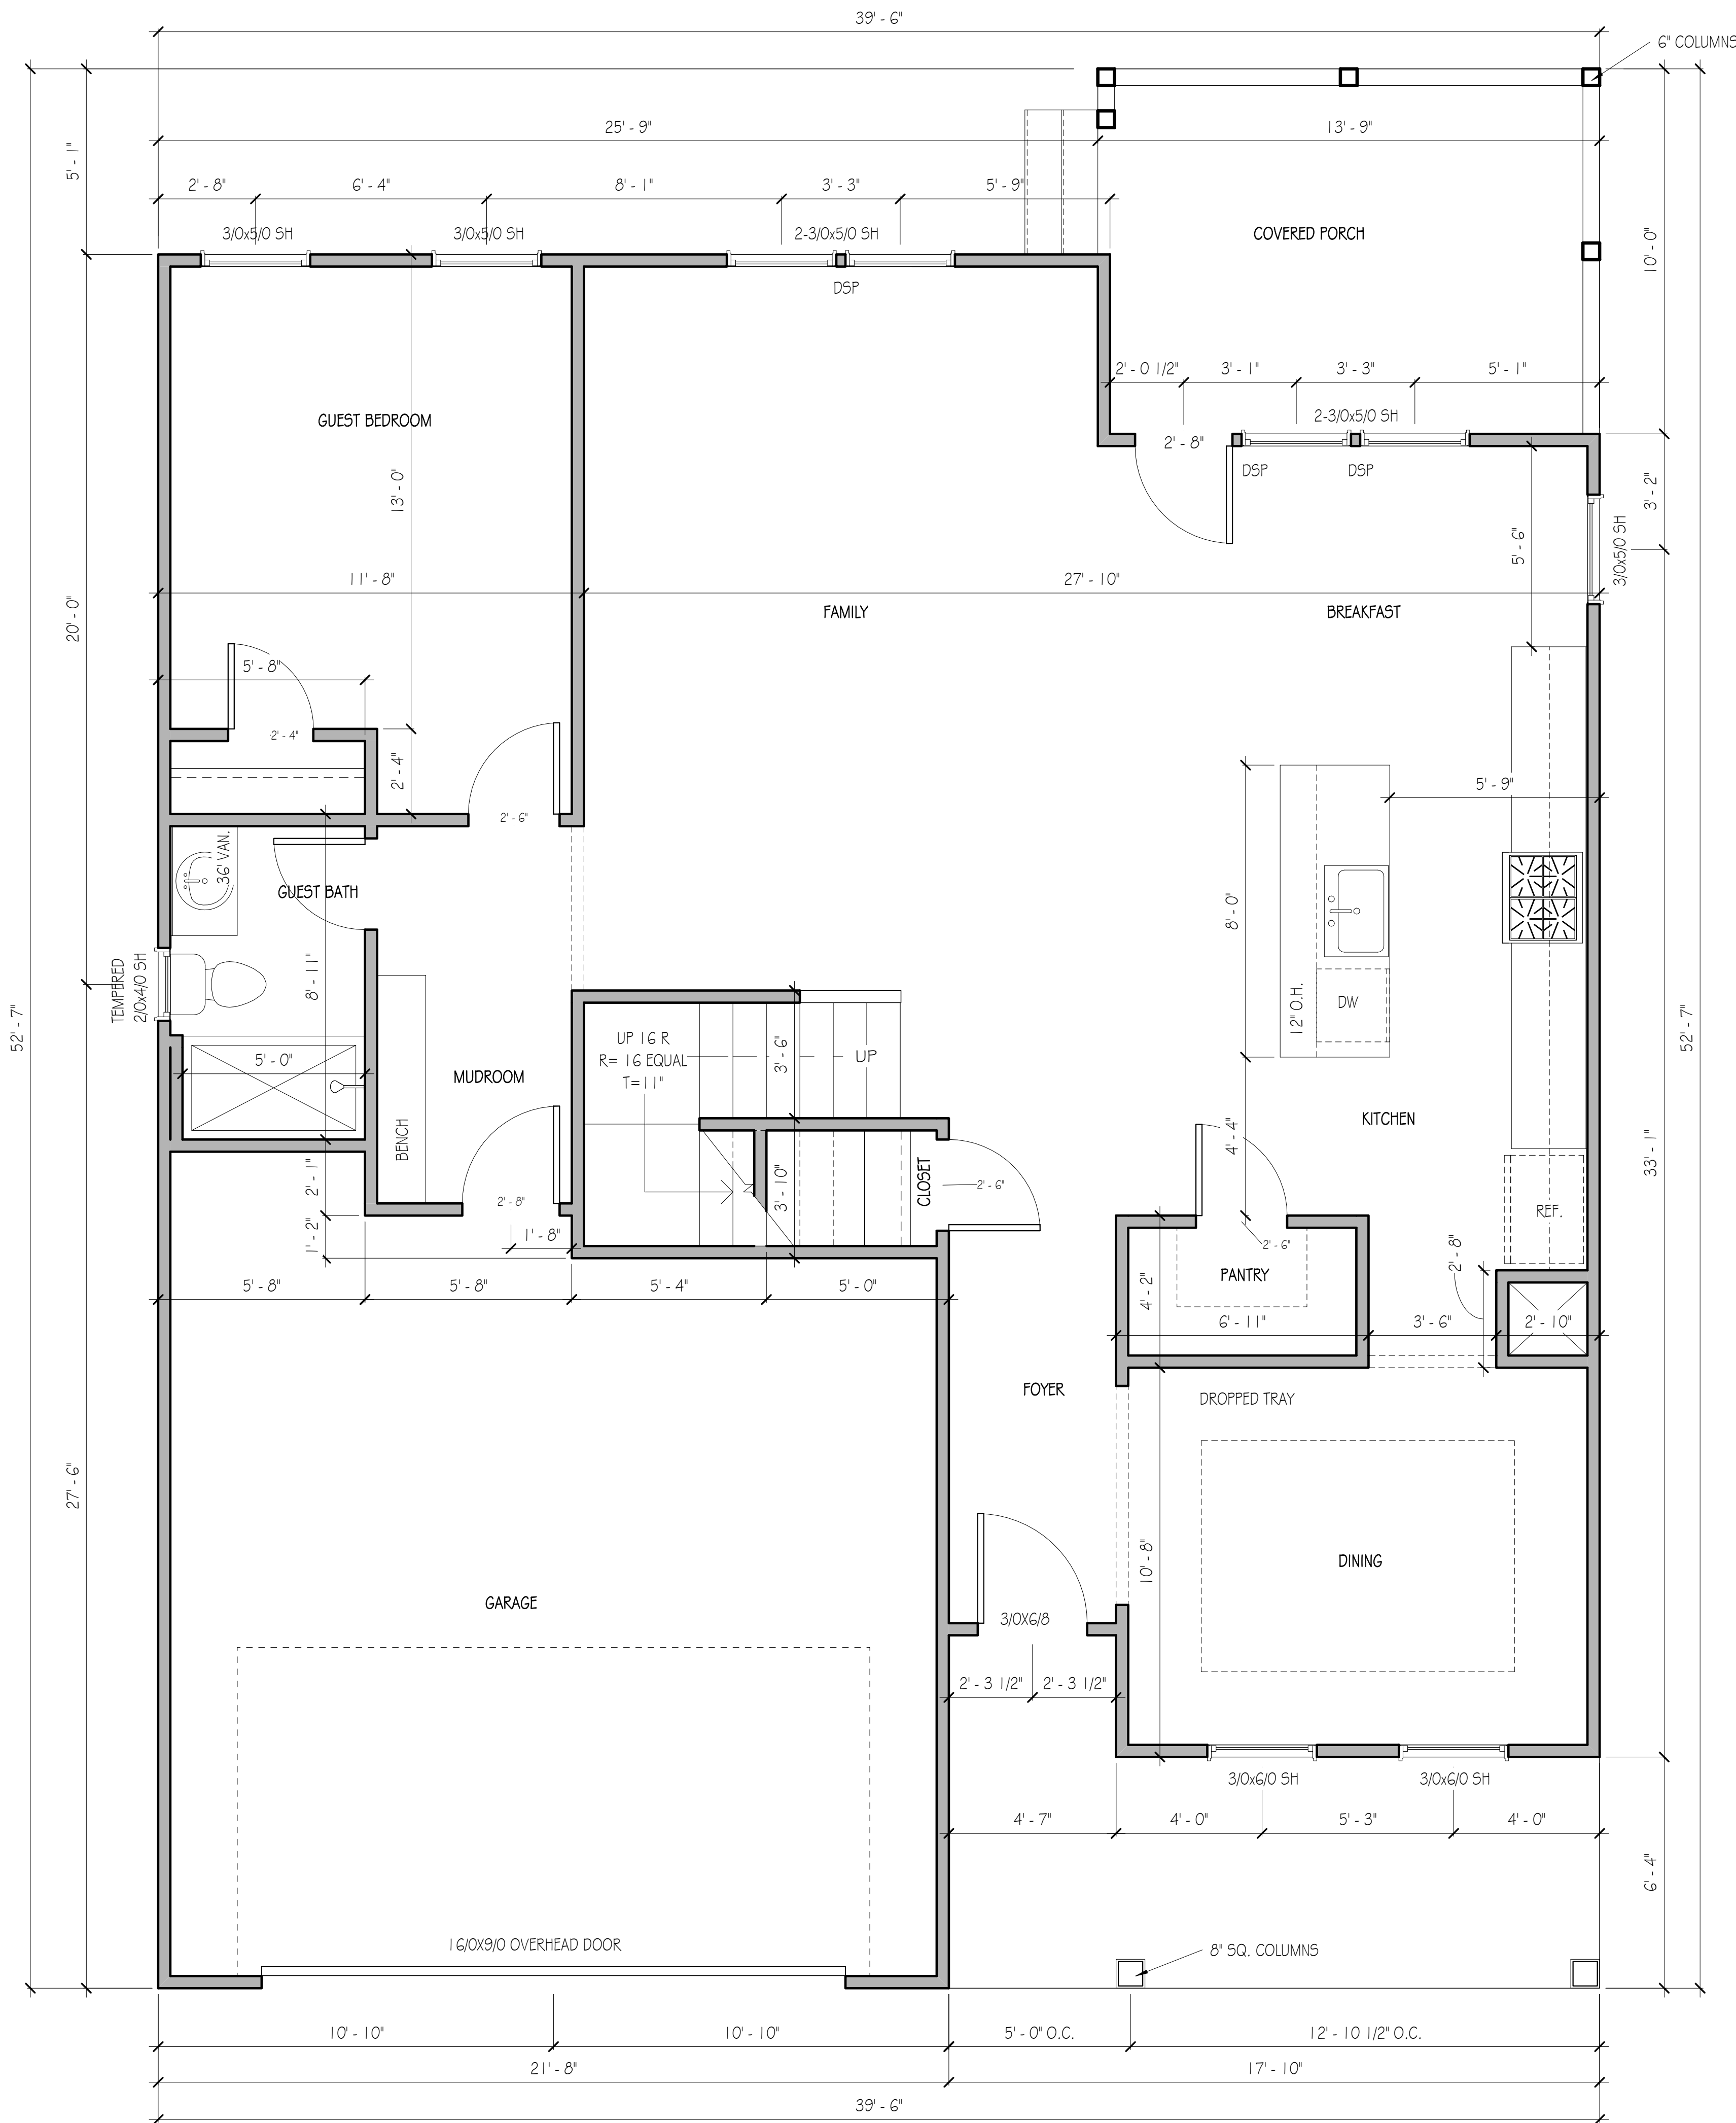 39' - 6"
6" COLUMNS
25' - 9"
13' - 9"
5' - 1"
2' - 8"
6' - 4"
8' - 1"
3' - 3"
5' - 9"
3/0x5/0 SH
3/0x5/0 SH
2-3/0x5/0 SH
COVERED PORCH
10' - 0"
DSP
2' - 0 1/2"
3' - 1"
3' - 3"
5' - 1"
2-3/0x5/0 SH
GUEST BEDROOM
2' - 8"
DSP
DSP
13' - 0"
3' - 2"
5' - 6"
3/0x5/0 SH
11' - 8"
27' - 10"
20' - 0"
FAMILY
BREAKFAST
5' - 8"
2' - 4"
2' - 4"
5' - 9"
2' - 6"
36' VAN.
GUEST BATH
8' - 0"
TEMPERED
2/0x4/0 SH
8' - 11"
12" O.H.
DW
52' - 7"
52' - 7"
5' - 0"
UP 16 R
R= 16 EQUAL
T=11"
3' - 6"
UP
MUDROOM
BENCH
KITCHEN
4' - 4"
33' - 1"
2' - 1"
3' - 10"
CLOSET
2' - 6"
2' - 8"
REF.
1' - 2"
1' - 8"
2' - 6"
2' - 8"
PANTRY
5' - 8"
5' - 8"
5' - 4"
5' - 0"
4' - 2"
6' - 11"
3' - 6"
2' - 10"
FOYER
DROPPED TRAY
27' - 6"
10' - 8"
DINING
GARAGE
3/0X6/8
2' - 3 1/2"
2' - 3 1/2"
3/0x6/0 SH
3/0x6/0 SH
4' - 7"
4' - 0"
5' - 3"
4' - 0"
6' - 4"
16/0X9/0 OVERHEAD DOOR
8" SQ. COLUMNS
10' - 10"
10' - 10"
5' - 0" O.C.
12' - 10 1/2" O.C.
21' - 8"
17' - 10"
39' - 6"